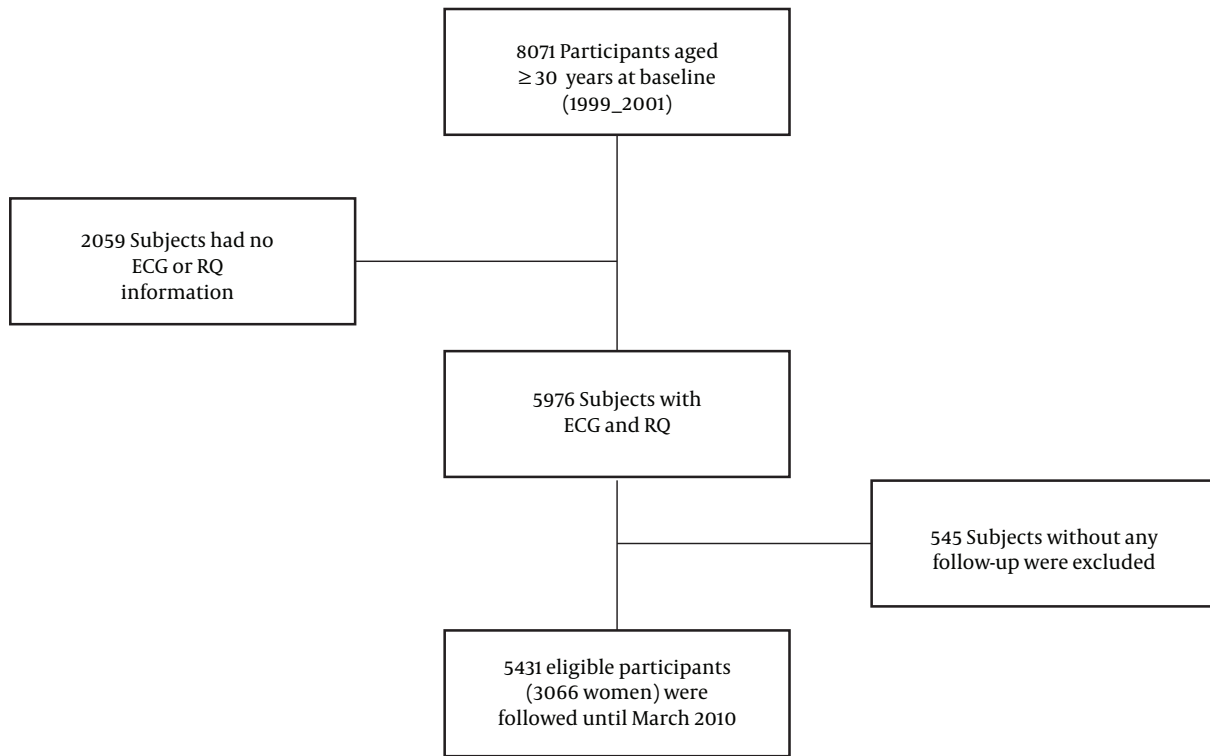 8071 Participants aged
≥ 30 years at baseline
(1999_2001)
2059 Subjects had no
ECG or RQ
information
5976 Subjects with
ECG and RQ
545 Subjects without any
follow-up were excluded
5431 eligible participants
(3066 women) were
followed until March 2010